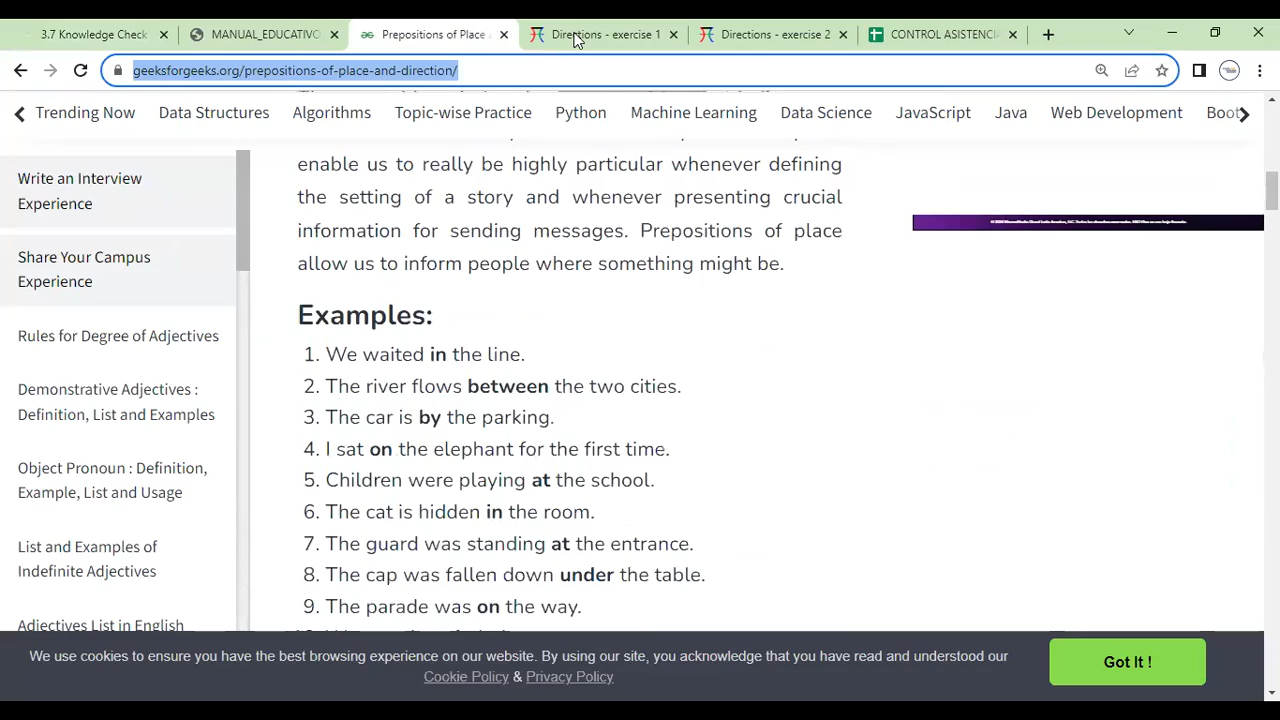 3.7 Knowledge Check
MANUAL_EDUCATIVO
Prepositions of Place
Directions - exercise 1
Directions - exercise 2
CONTROL ASISTENCIA
geeksforgeeks.org/prepositions-of-place-and-direction/
Trending Now Data Structures Algorithms Topic-wise Practice Python Machine Learning Data Science JavaScript Java Web Development Boot
Write an Interview
Experience
Share Your Campus
Experience
Rules for Degree of Adjectives
Demonstrative Adjectives :
Definition, List and Examples
Object Pronoun : Definition,
Example, List and Usage
List and Examples of
Indefinite Adjectives
Adjectives List in English
enable us to really be highly particular whenever defining
the setting of a story and whenever presenting crucial
information for sending messages. Prepositions of place
allow us to inform people where something might be.
Examples:
1. We waited in the line.
2. The river flows between the two cities.
3. The car is by the parking.
4. I sat on the elephant for the first time.
5. Children were playing at the school.
6. The cat is hidden in the room.
7. The guard was standing at the entrance.
8. The cap was fallen down under the table.
9. The parade was on the way.
We use cookies to ensure you have the best browsing experience on our website. By using our site, you acknowledge that you have read and understood our
Cookie Policy & Privacy Policy
Got It !